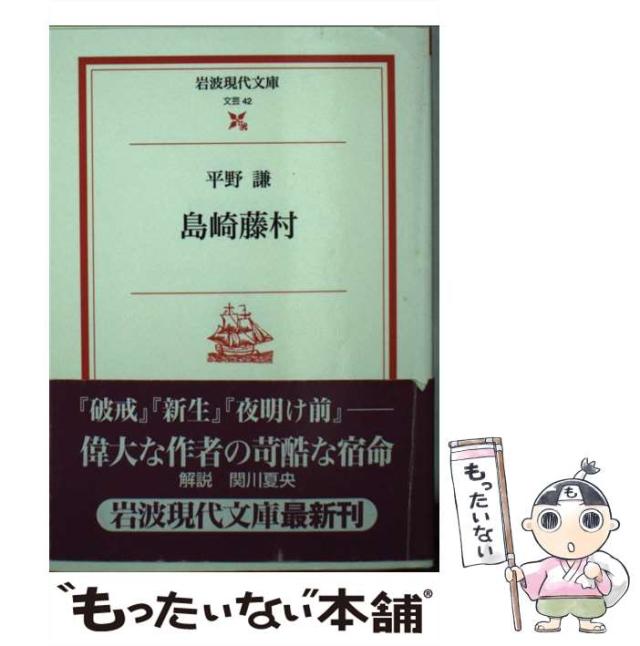 岩波現代文庫
文芸 42
平野 謙
島崎藤村
『破戒』『新生』『夜明け前』──
偉大な作者の苛酷な宿命
解説 関川夏央
岩波現代文庫最新刊
も
もったいない
"もったいない"本舗®